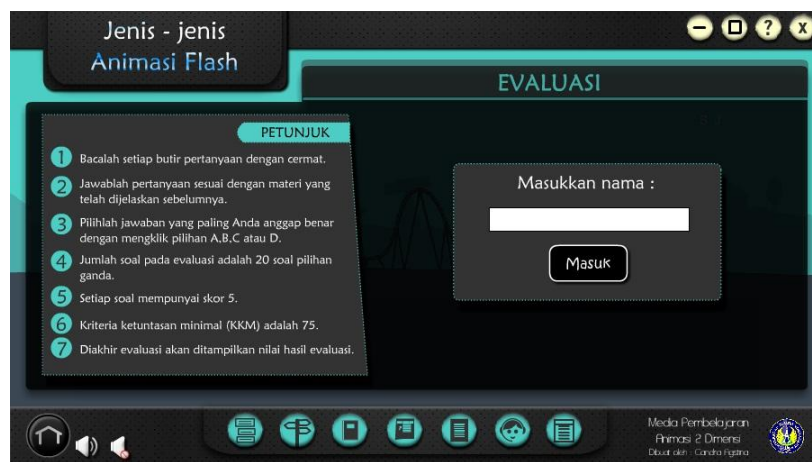 Jenis - jenis
Animasi Flash
EVALUASI
PETUNJUK
1 Bacalah setiap butir pertanyaan dengan cermat.
2 Jawablah pertanyaan sesuai dengan materi yang
telah dijelaskan sebelumnya.
3 Pilihlah jawaban yang paling Anda anggap benar
dengan mengklik pilihan A,B,C atau D.
4 Jumlah soal pada evaluasi adalah 20 soal pilihan
ganda.
5 Setiap soal mempunyai skor 5.
6 Kriteria ketuntasan minimal (KKM) adalah 75.
7 Diakhir evaluasi akan ditampilkan nilai hasil evaluasi.
Masukkan nama :
Masuk
Media Pembelajaran
Animasi 2 Dimensi
Dibuat oleh : Candra